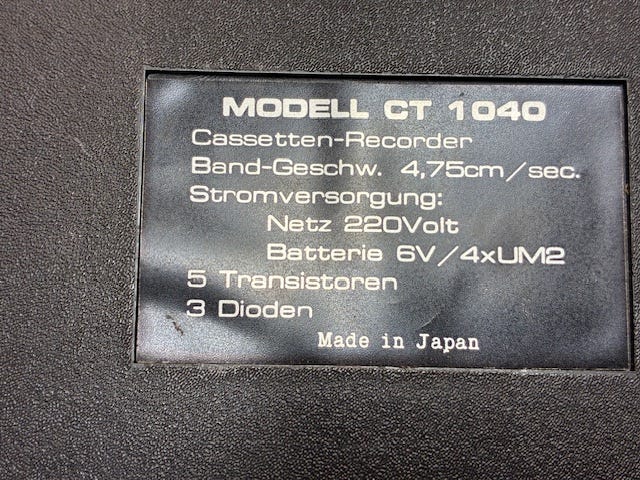 MODELL CT 1040
Cassetten-Recorder
Band-Geschw. 4,75cm/sec.
Stromversorgung:
Netz 220Volt
Batterie 6V/4xUM2
5 Transistoren
3 Dioden
Made in Japan